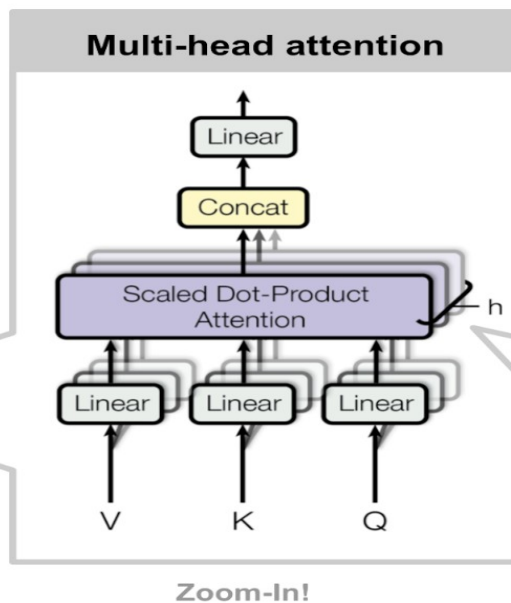 Multi-head attention
Linear
Concat
Scaled Dot-Product
Attention
h
Linear
Linear
Linear
V
K
Q
Zoom-In!